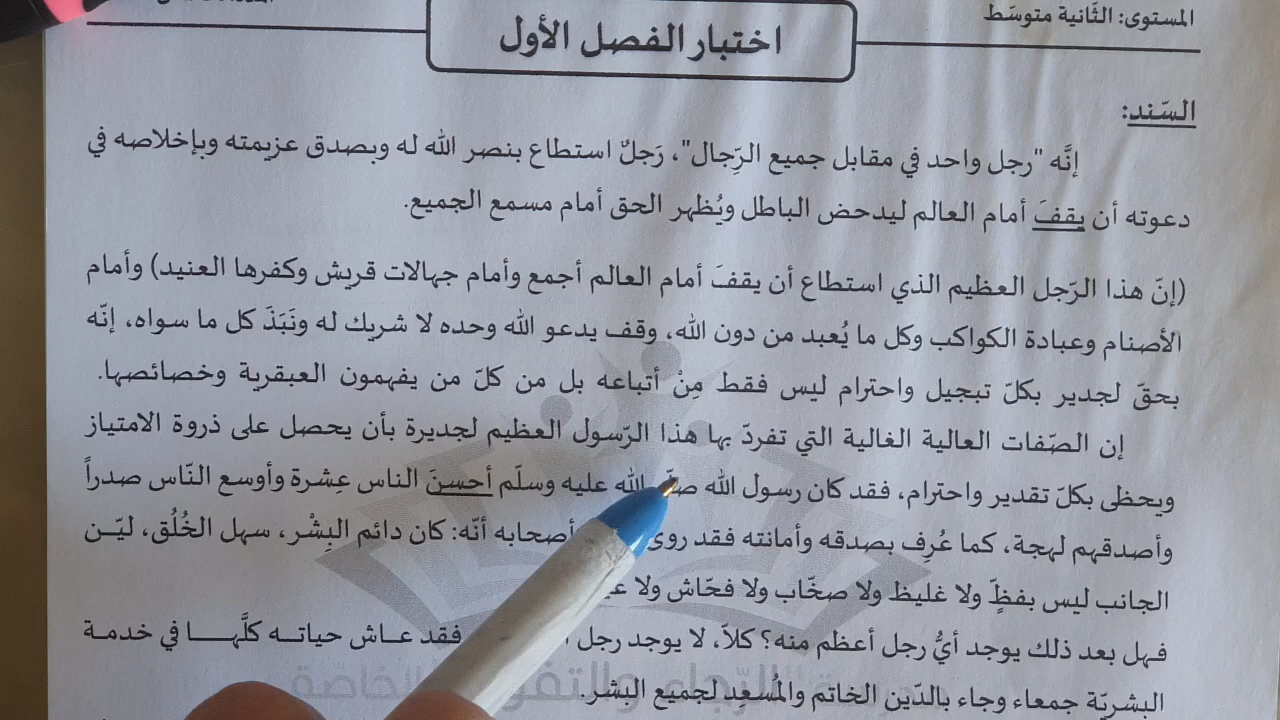 المستوى: الثّانية متوسّط
اختبار الفصل الأول
السّند:
إنَّه "رجل واحد في مقابل جميع الرِّجال"، رَجلٌ استطاع بنصر الله له وبصدق عزيمته وبإخلاصه في
دعوته أن يقفَ أمام العالم ليدحض الباطل ويُظهر الحق أمام مسمع الجميع.
(إنّ هذا الرّجل العظيم الذي استطاع أن يقفَ أمام العالم أجمع وأمام جهالات قريش وكفرها العنيد) وأمام
الأصنام وعبادة الكواكب وكل ما يُعبد من دون الله، وقف يدعو الله وحده لا شريك له ونَبَذَ كل ما سواه، إنّه
بحقّ لجدير بكلّ تبجيل واحترام ليس فقط مِنْ أتباعه بل من كلّ من يفهمون العبقرية وخصائصها.
إن الصّفات العالية الغالية التي تفردّ بها هذا الرّسول العظيم لجديرة بأن يحصل على ذروة الامتياز
ويحظى بكلّ تقدير واحترام، فقد كان رسول الله الله عليه وسلّم أحسنَ الناس عِشرة وأوسع النّاس صدراً
وأصدقهم لهجة، كما عُرِف بصدقه وأمانته فقد روى أصحابه أنّه: كان دائم البِشْر، سهل الخُلُق، ليّن
الجانب ليس بفظٍّ ولا غليظ ولا صخّاب ولا فحّاش ولا
فهل بعد ذلك يوجد أيُّ رجل أعظم منه؟ كلاّ، لا يوجد رجل فقد عاش حياته كلَّها في خدمة
البشريّة جمعاء وجاء بالدّين الخاتم والمُسعِد لجميع البشر.